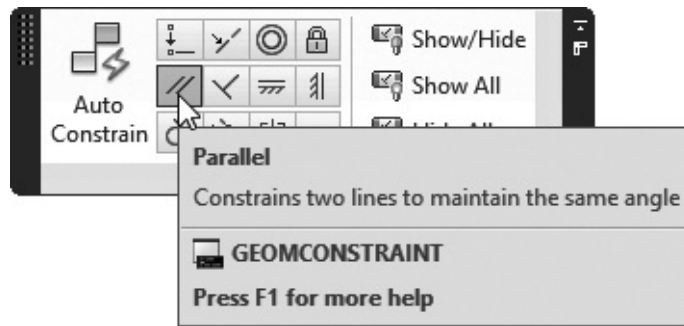 Auto
Constrain
Show/Hide
Show All
Parallel
Constrains two lines to maintain the same angle
GEOMCONSTRAINT
Press F1 for more help